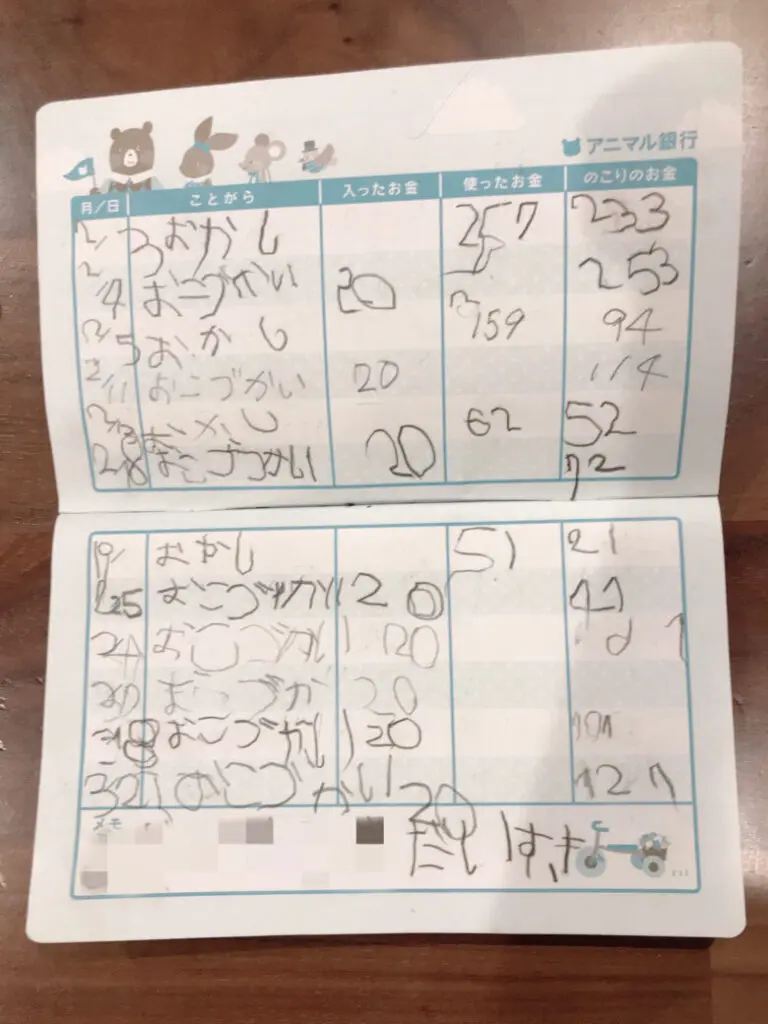 アニマル銀行
月／日 ことがら 入ったお金 使ったお金 のこりのお金
2/3 おかし 257 233
2/4 おこづかい 20 253
2/5 おかし 159 94
2/11 おこづかい 20 114
2/13 おかし 62 52
2/18 おこづかい 20 72
19/ おかし 51 21
2/25 おこづかい 20 41
おこづかい 20
おこづか 20
おこづかい 20 101
おこづかい 20 121
メモ
だいすき